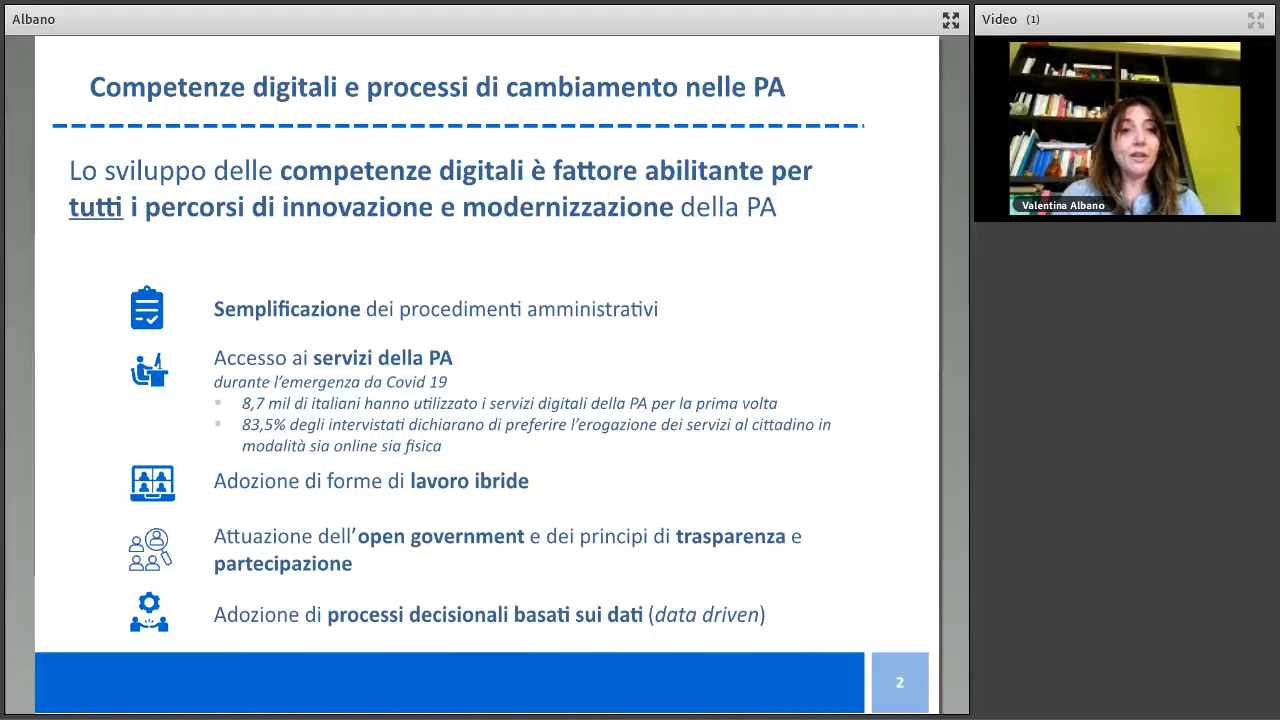 Albano
Video (1)
Competenze digitali e processi di cambiamento nelle PA
Lo sviluppo delle competenze digitali è fattore abilitante per
tutti i percorsi di innovazione e modernizzazione della PA
Semplificazione dei procedimenti amministrativi
Accesso ai servizi della PA
durante l'emergenza da Covid 19
8,7 mil di italiani hanno utilizzato i servizi digitali della PA per la prima volta
83,5% degli intervistati dichiarano di preferire l'erogazione dei servizi al cittadino in
modalità sia online sia fisica
Adozione di forme di lavoro ibride
Attuazione dell'open government e dei principi di trasparenza e
partecipazione
Adozione di processi decisionali basati sui dati (data driven)
2
Valentina Albano